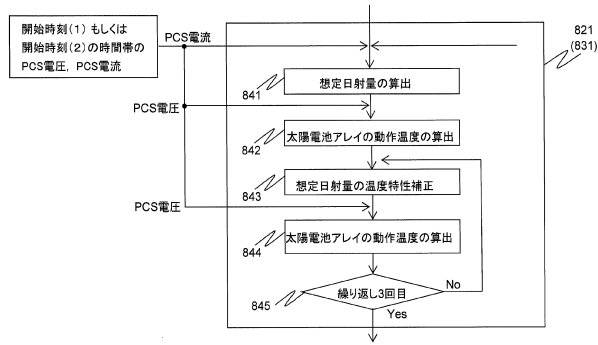 開始時刻(1)もしくは
開始時刻(2)の時間帯の
PCS電圧, PCS電流
PCS電流
821
(831)
想定日射量の算出
841
PCS電圧
太陽電池アレイの動作温度の算出
842
想定日射量の温度特性補正
843
PCS電圧
太陽電池アレイの動作温度の算出
844
繰り返し3回目
No
845
Yes